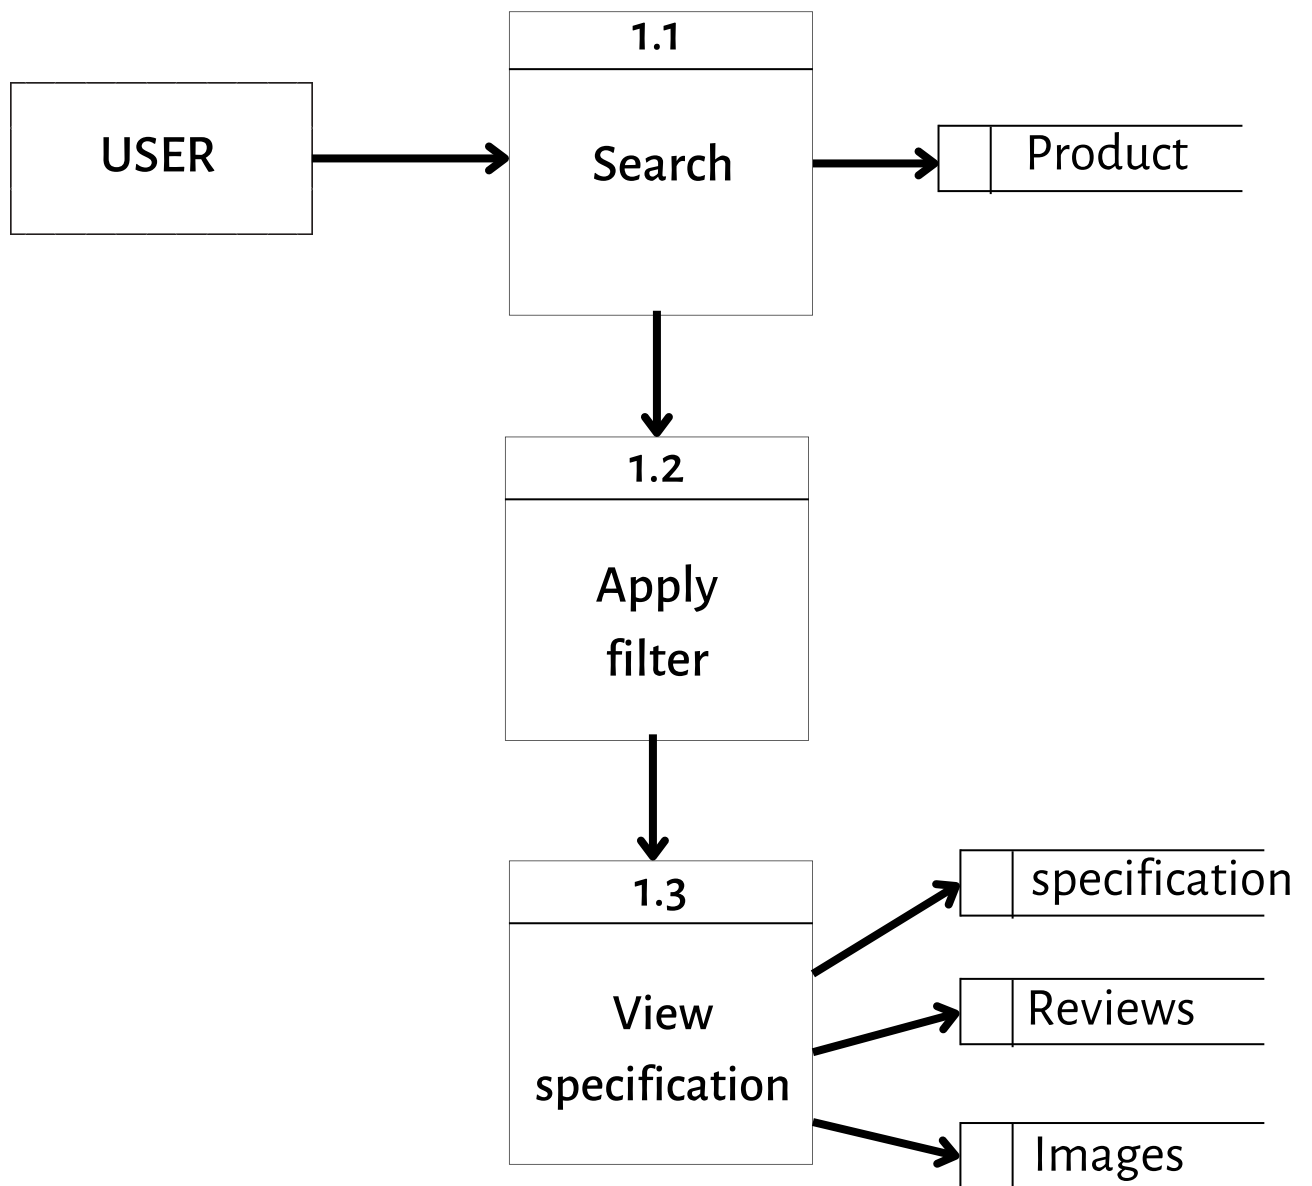 1.1
USER
Search
Product
1.2
Apply
filter
1.3
specification
View
Reviews
specification
Images